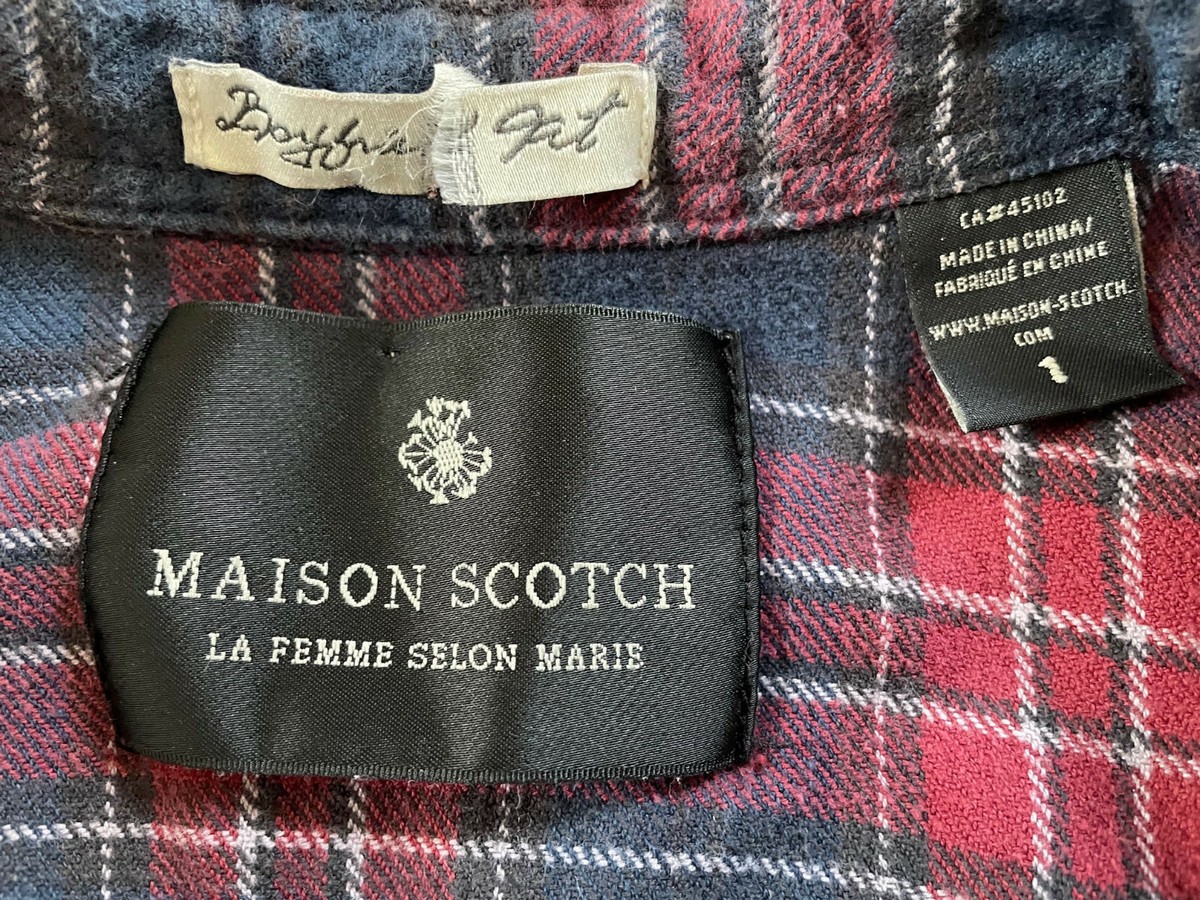 Boyfri Fit
CA#45102
MADE IN CHINA/
FABRIQUÉ EN CHINE
WWW.MAISON-SCOTCH.
COM
1
MAISON SCOTCH
LA FEMME SELON MARIE